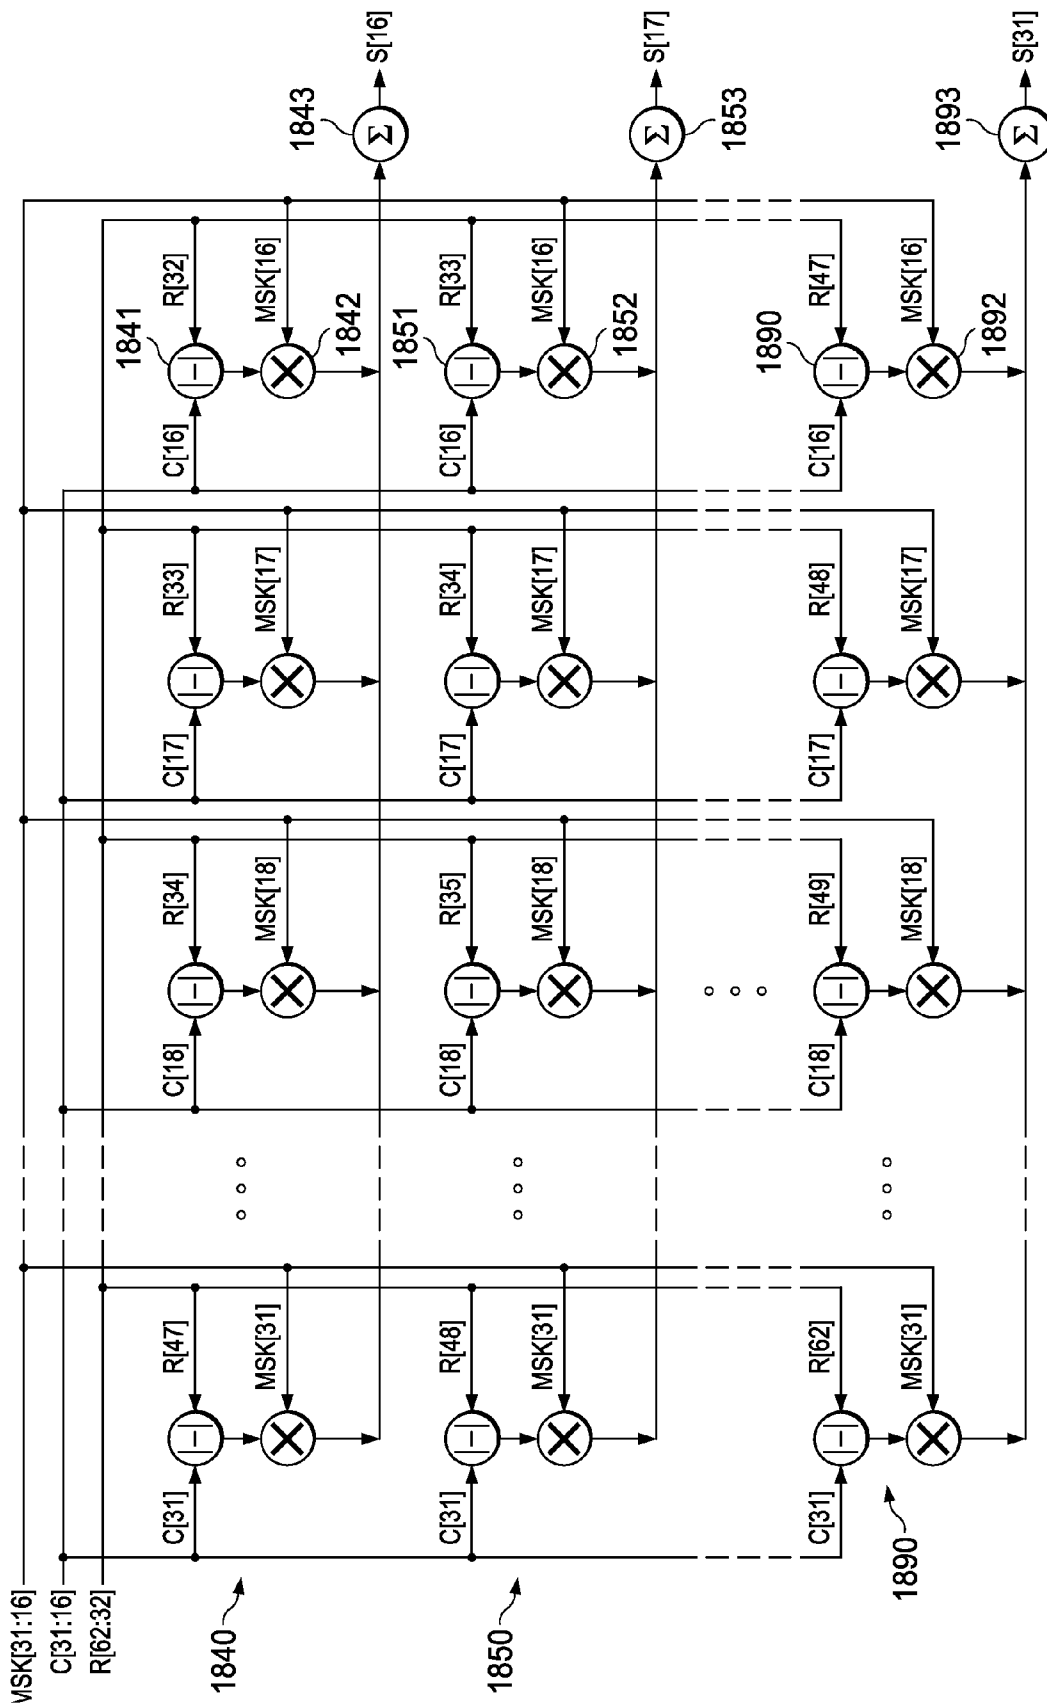 MSK[31:16]
C[31:16]
R[62:32]
1840
C[31]
|−|
R[47]
MSK[31]
×
C[18]
|−|
R[34]
MSK[18]
×
C[17]
|−|
R[33]
MSK[17]
×
C[16]
|−|
1841
R[32]
MSK[16]
×
1842
Σ
1843
S[16]
1850
C[31]
|−|
R[48]
MSK[31]
×
C[18]
|−|
R[35]
MSK[18]
×
C[17]
|−|
R[34]
MSK[17]
×
C[16]
|−|
1851
R[33]
MSK[16]
×
1852
Σ
1853
S[17]
1890
C[31]
|−|
R[62]
MSK[31]
×
C[18]
|−|
R[49]
MSK[18]
×
C[17]
|−|
R[48]
MSK[17]
×
C[16]
|−|
1890
R[47]
MSK[16]
×
1892
Σ
1893
S[31]